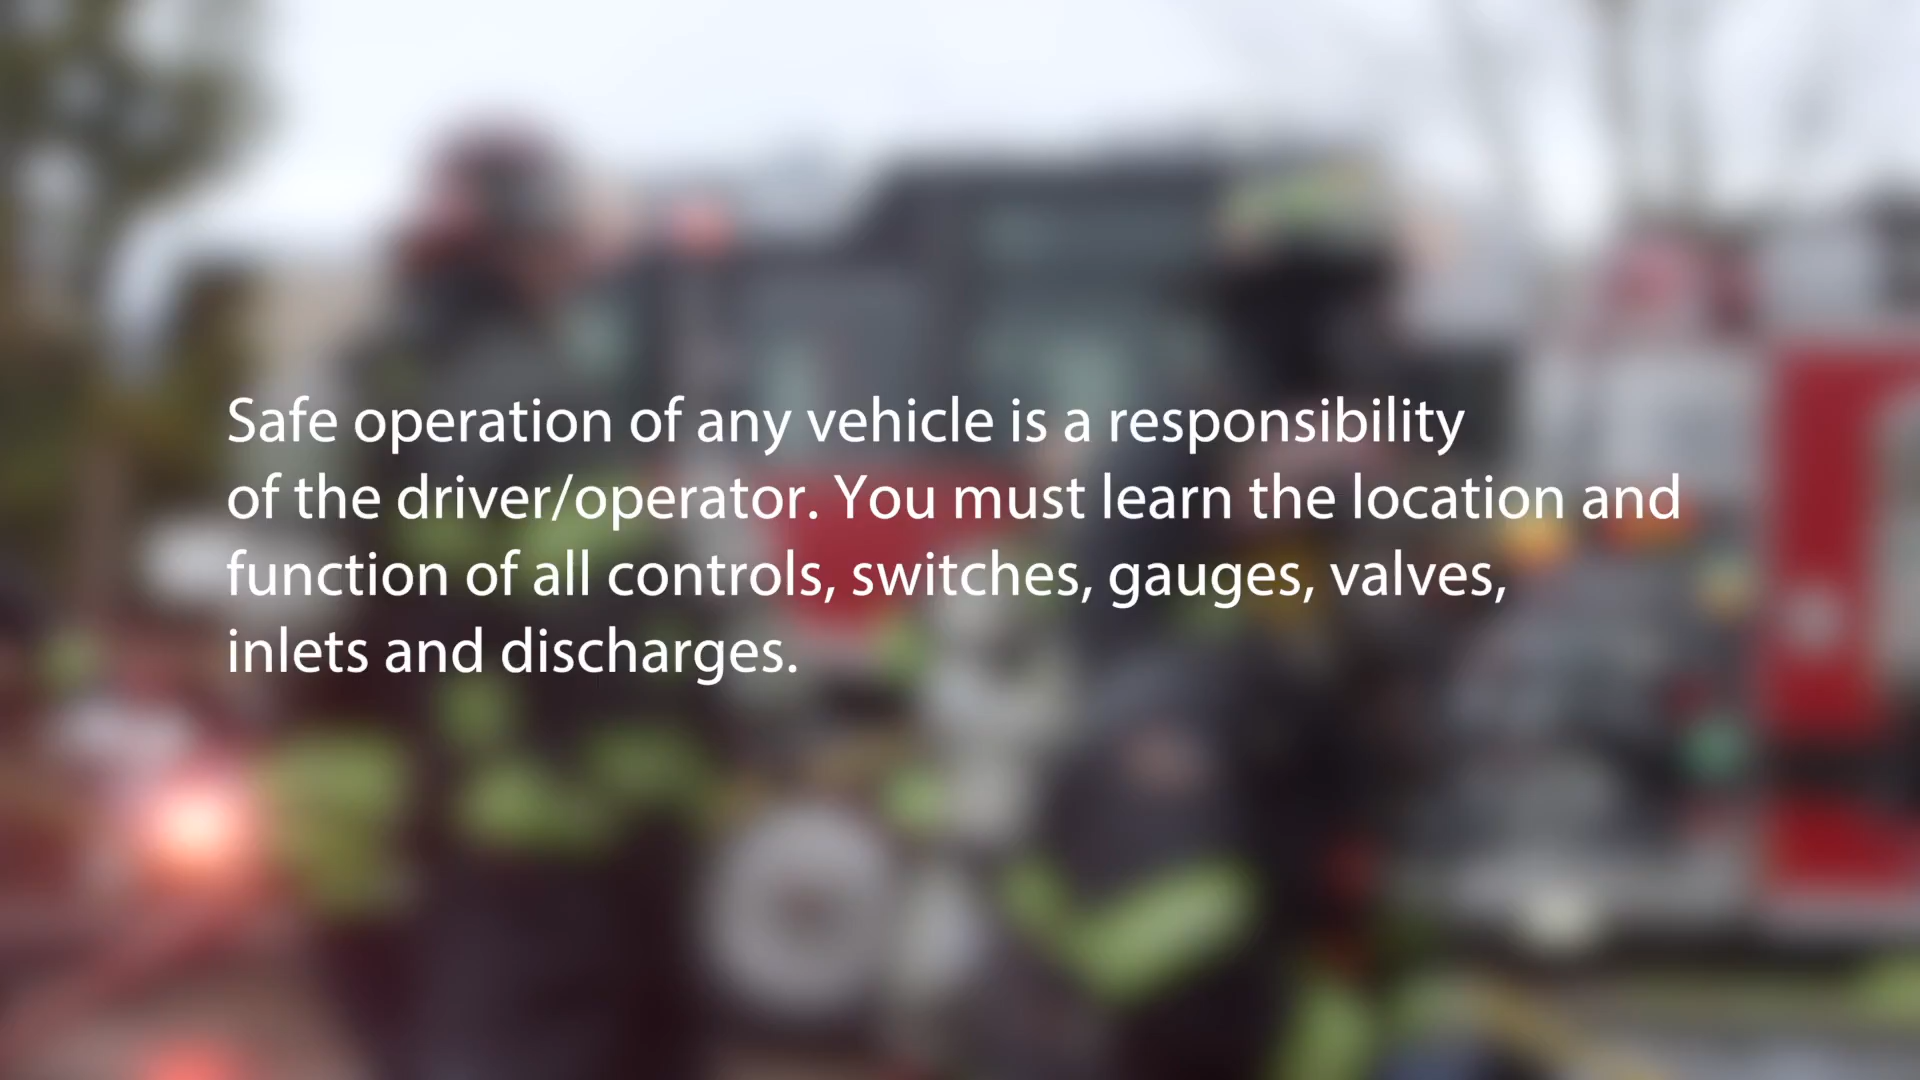 Safe operation of any vehicle is a responsibility
of the driver/operator. You must learn the location and
function of all controls, switches, gauges, valves,
inlets and discharges.